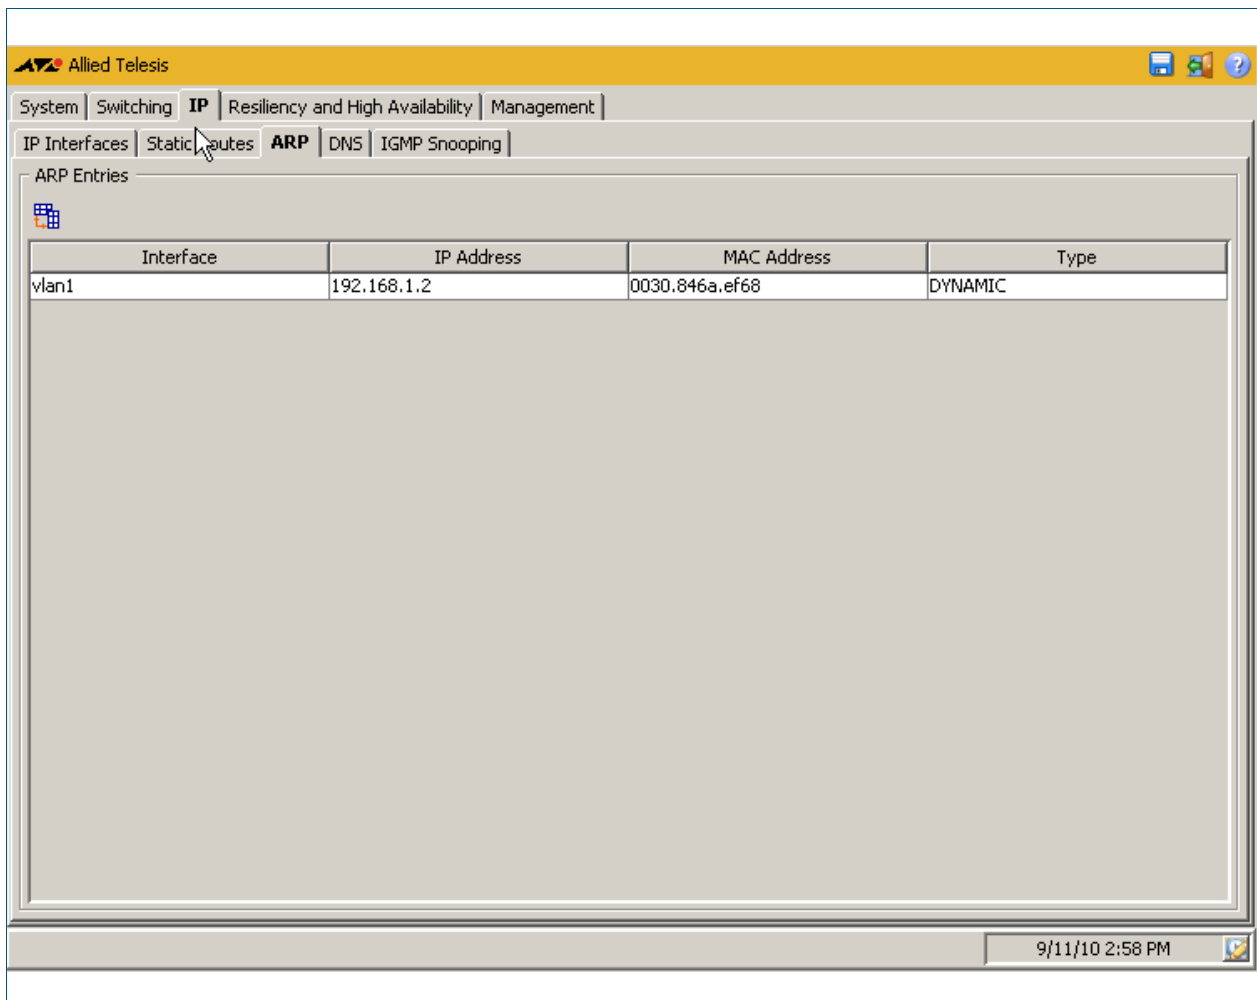 Allied Telesis
System Switching IP Resiliency and High Availability Management
IP Interfaces Static Routes ARP DNS IGMP Snooping
ARP Entries
Interface IP Address MAC Address Type
vlan1 192.168.1.2 0030.846a.ef68 DYNAMIC
9/11/10 2:58 PM